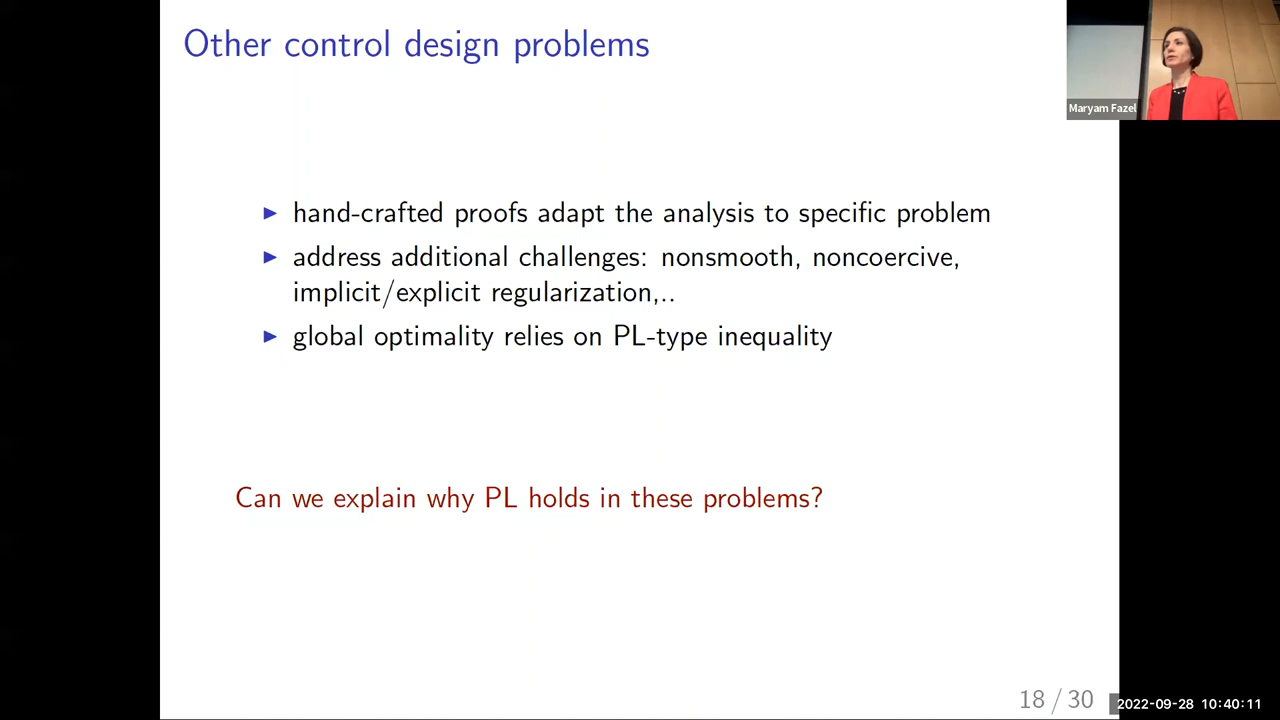 Other control design problems
Maryam Fazel
▶ hand-crafted proofs adapt the analysis to specific problem
▶ address additional challenges: nonsmooth, noncoercive,
implicit/explicit regularization,..
▶ global optimality relies on PL-type inequality
Can we explain why PL holds in these problems?
18 / 30
2022-09-28 10:40:11